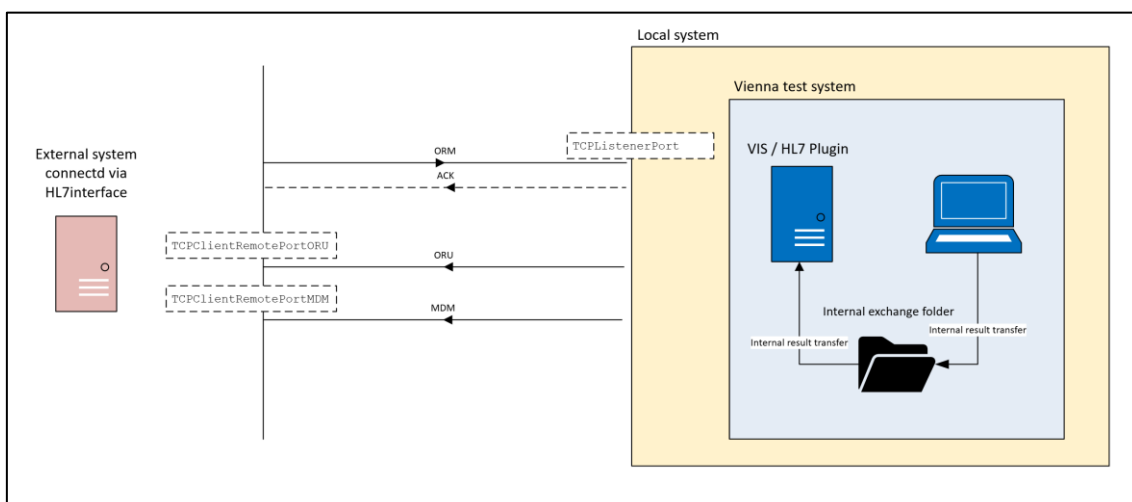 Local system
Vienna test system
External system
connectd via
HL7interface
ORM
TCPListenerPort
ACK
VIS / HL7 Plugin
TCPClientRemotePortORU
ORU
TCPClientRemotePortMDM
MDM
Internal exchange folder
Internal result transfer
Internal result transfer